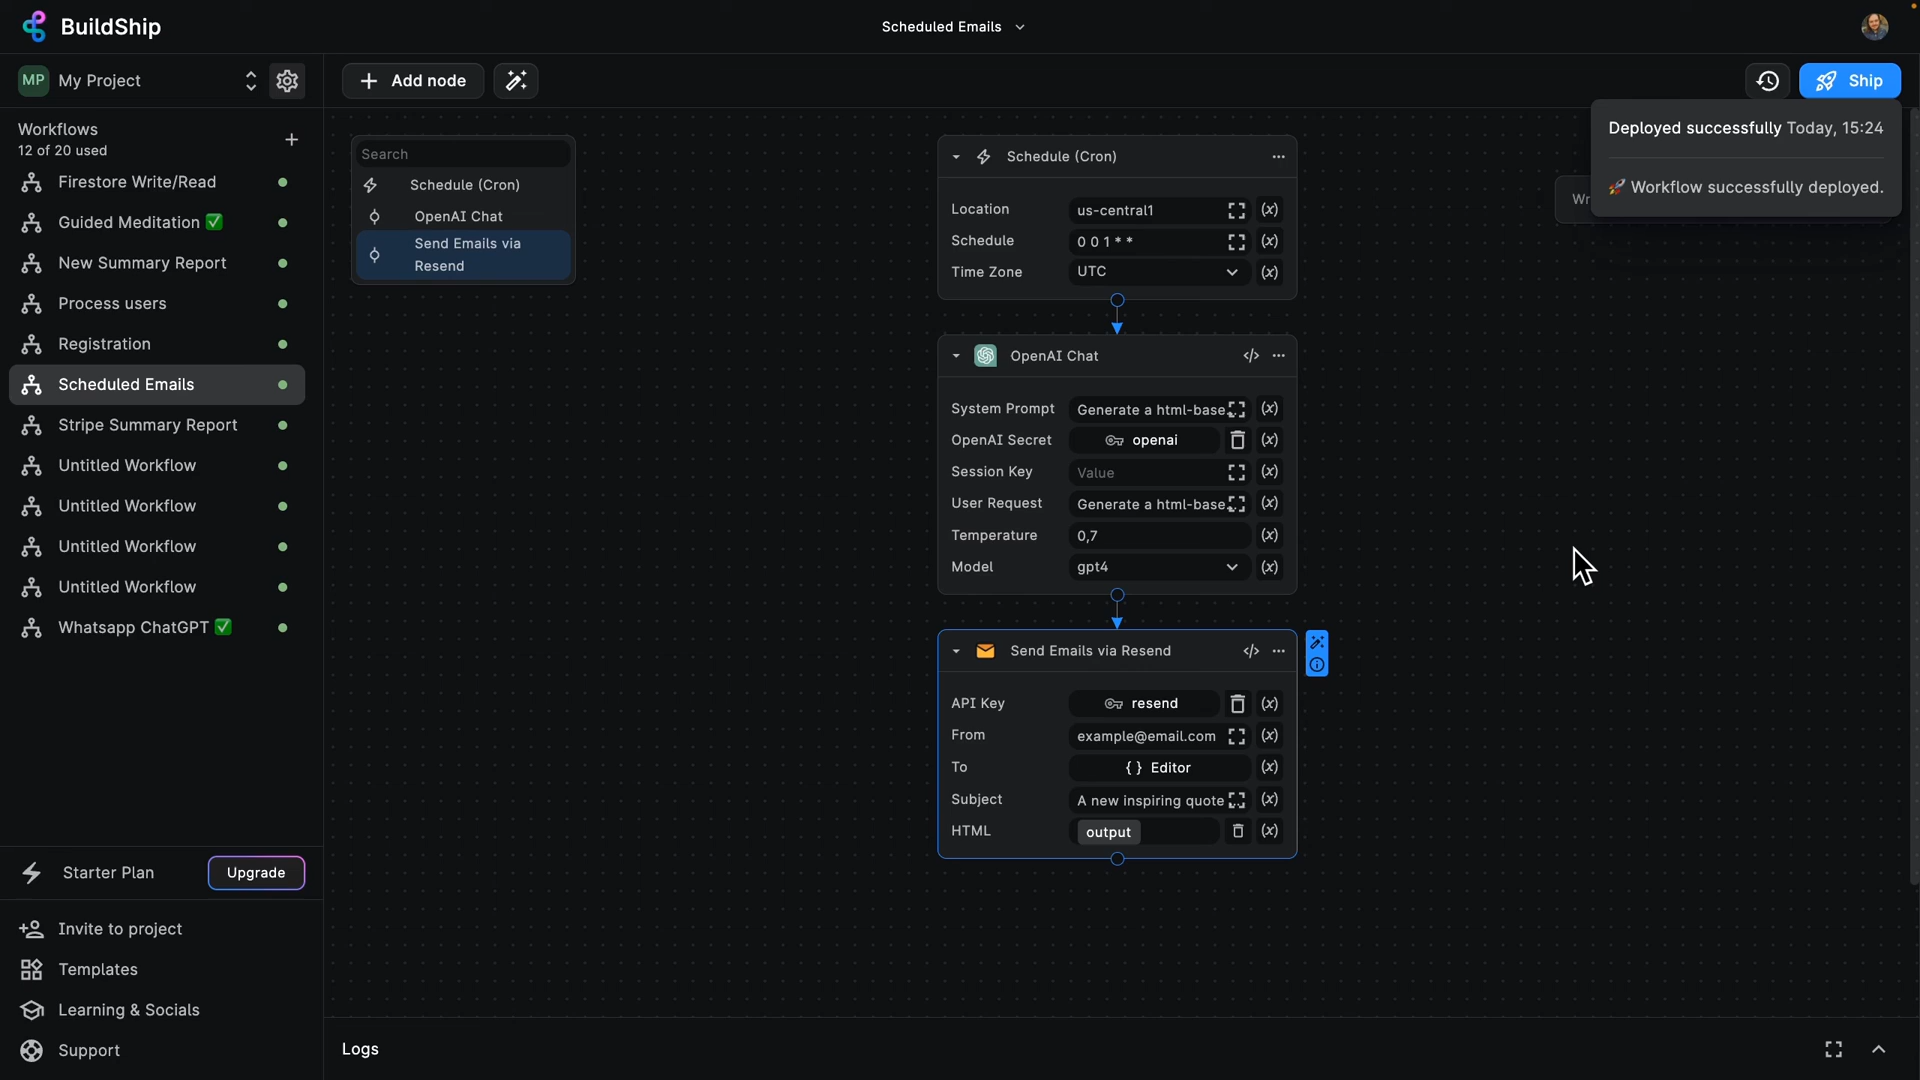 BuildShip
Scheduled Emails
MP My Project
Add node
Ship
Deployed successfully Today, 15:24
🚀 Workflow successfully deployed.
Wr
Workflows
12 of 20 used
Firestore Write/Read
Guided Meditation ✅
New Summary Report
Process users
Registration
Scheduled Emails
Stripe Summary Report
Untitled Workflow
Untitled Workflow
Untitled Workflow
Untitled Workflow
Whatsapp ChatGPT ✅
Starter Plan
Upgrade
Invite to project
Templates
Learning & Socials
Support
Search
Schedule (Cron)
OpenAI Chat
Send Emails via
Resend
Schedule (Cron)
Location us-central1 (x)
Schedule 0 0 1 * * (x)
Time Zone UTC (x)
OpenAI Chat </>
System Prompt Generate a html-base. (x)
OpenAI Secret openai (x)
Session Key Value (x)
User Request Generate a html-base. (x)
Temperature 0,7 (x)
Model gpt4 (x)
Send Emails via Resend </>
API Key resend (x)
From example@email.com (x)
To { } Editor (x)
Subject A new inspiring quote (x)
HTML output (x)
Logs